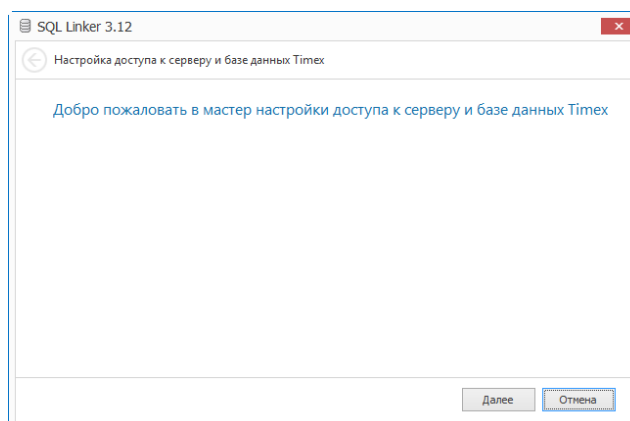 SQL Linker 3.12
Настройка доступа к серверу и базе данных Timex
Добро пожаловать в мастер настройки доступа к серверу и базе данных Timex
Далее Отмена